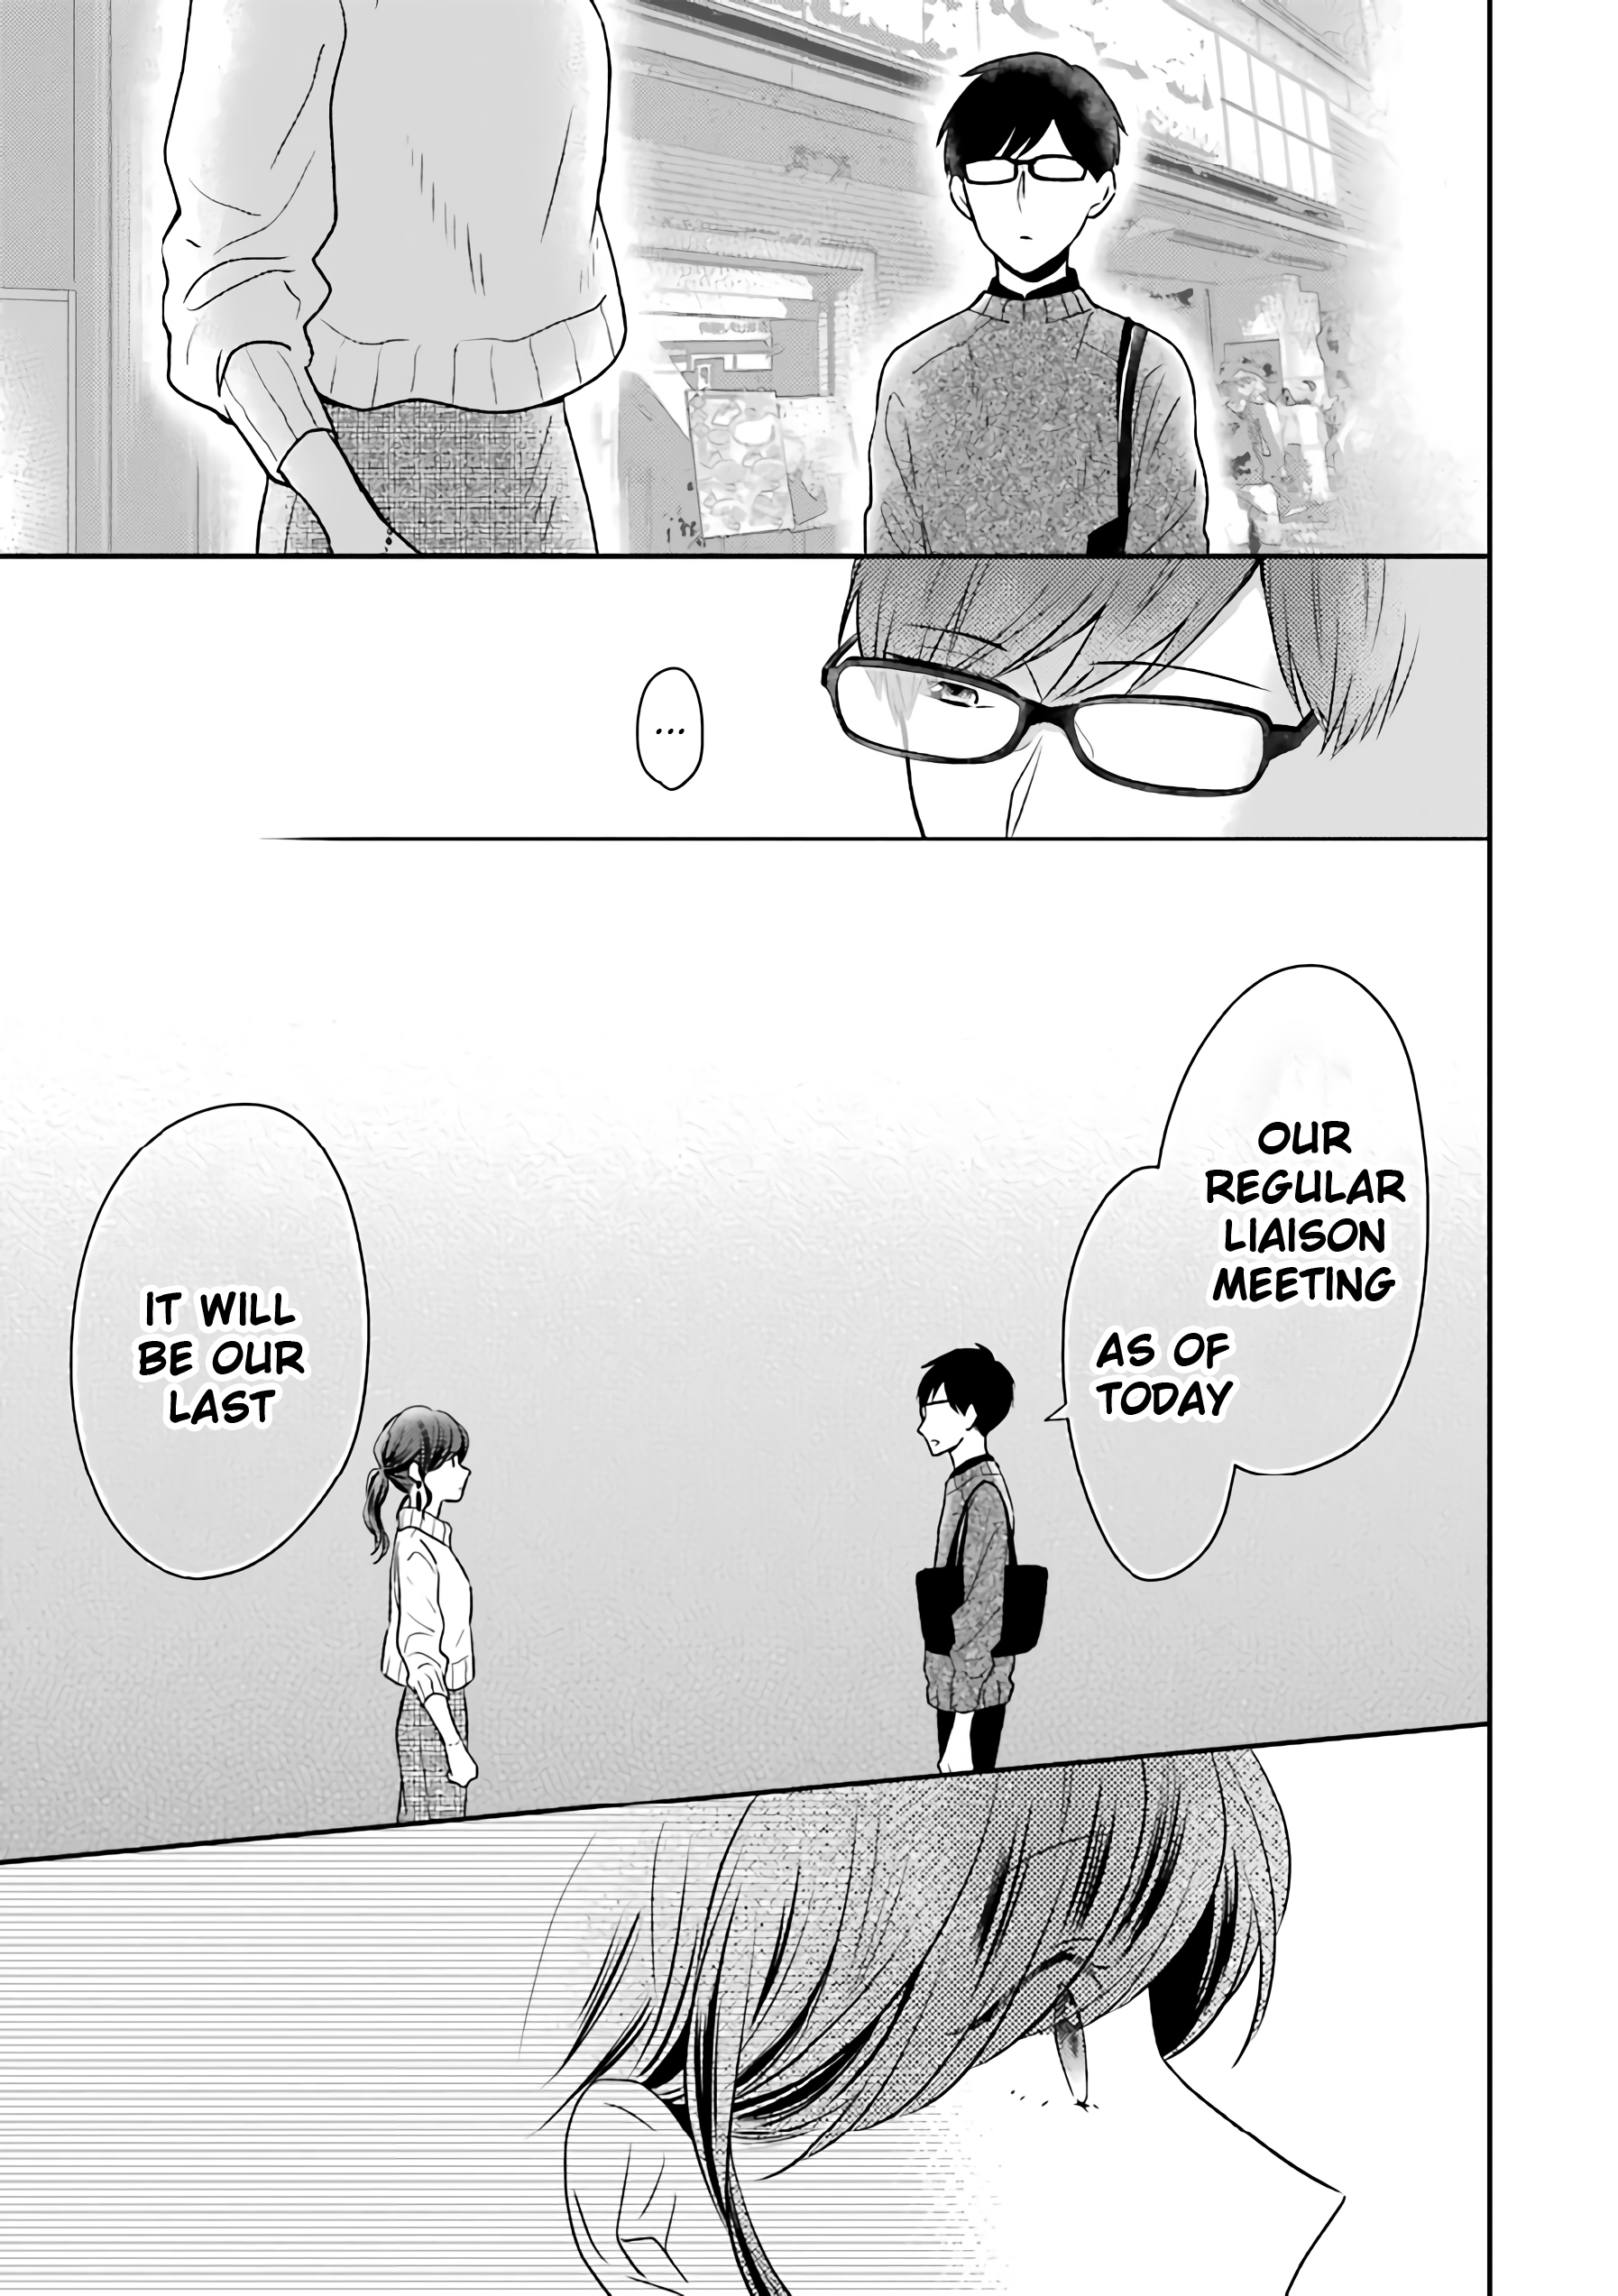 ...
OUR
REGULAR
LIAISON
MEETING
AS OF
TODAY
IT WILL
BE OUR
LAST